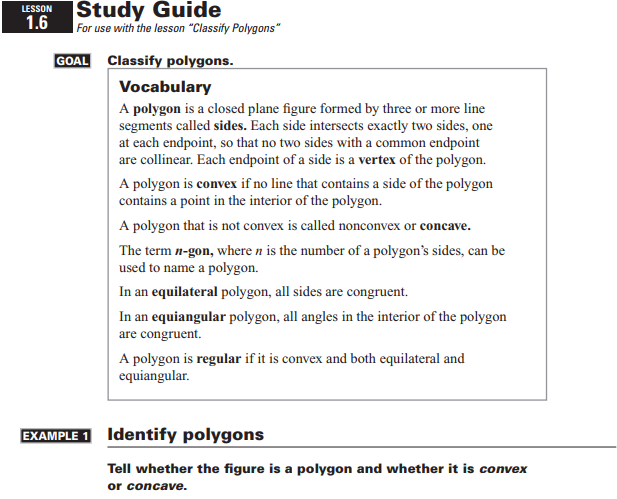 LESSON
1.6
Study Guide
For use with the lesson “Classify Polygons”
GOAL Classify polygons.
Vocabulary
A polygon is a closed plane figure formed by three or more line
segments called sides. Each side intersects exactly two sides, one
at each endpoint, so that no two sides with a common endpoint
are collinear. Each endpoint of a side is a vertex of the polygon.
A polygon is convex if no line that contains a side of the polygon
contains a point in the interior of the polygon.
A polygon that is not convex is called nonconvex or concave.
The term n-gon, where n is the number of a polygon’s sides, can be
used to name a polygon.
In an equilateral polygon, all sides are congruent.
In an equiangular polygon, all angles in the interior of the polygon
are congruent.
A polygon is regular if it is convex and both equilateral and
equiangular.
EXAMPLE 1 Identify polygons
Tell whether the figure is a polygon and whether it is convex
or concave.